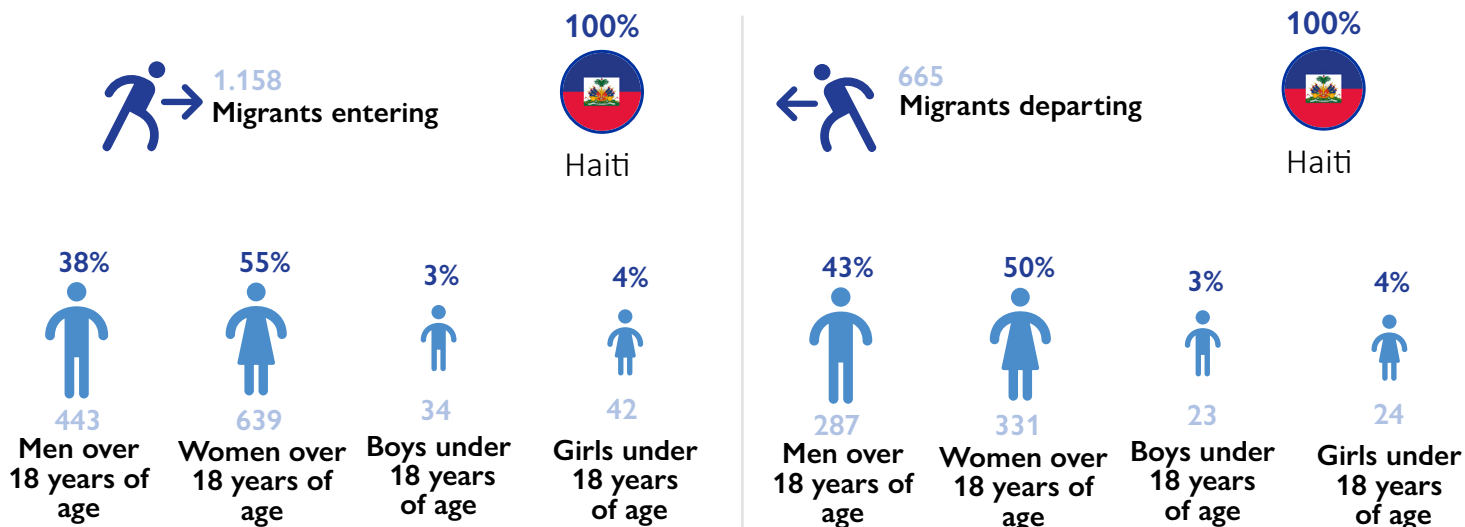 100%
1.158
Migrants entering
Haiti
38%
443
Men over
18 years of
age
55%
639
Women over
18 years of
age
3%
34
Boys under
18 years
of age
4%
42
Girls under
18 years
of age
100%
665
Migrants departing
Haiti
43%
287
Men over
18 years of
age
50%
331
Women over
18 years of
age
3%
23
Boys under
18 years
of age
4%
24
Girls under
18 years
of age